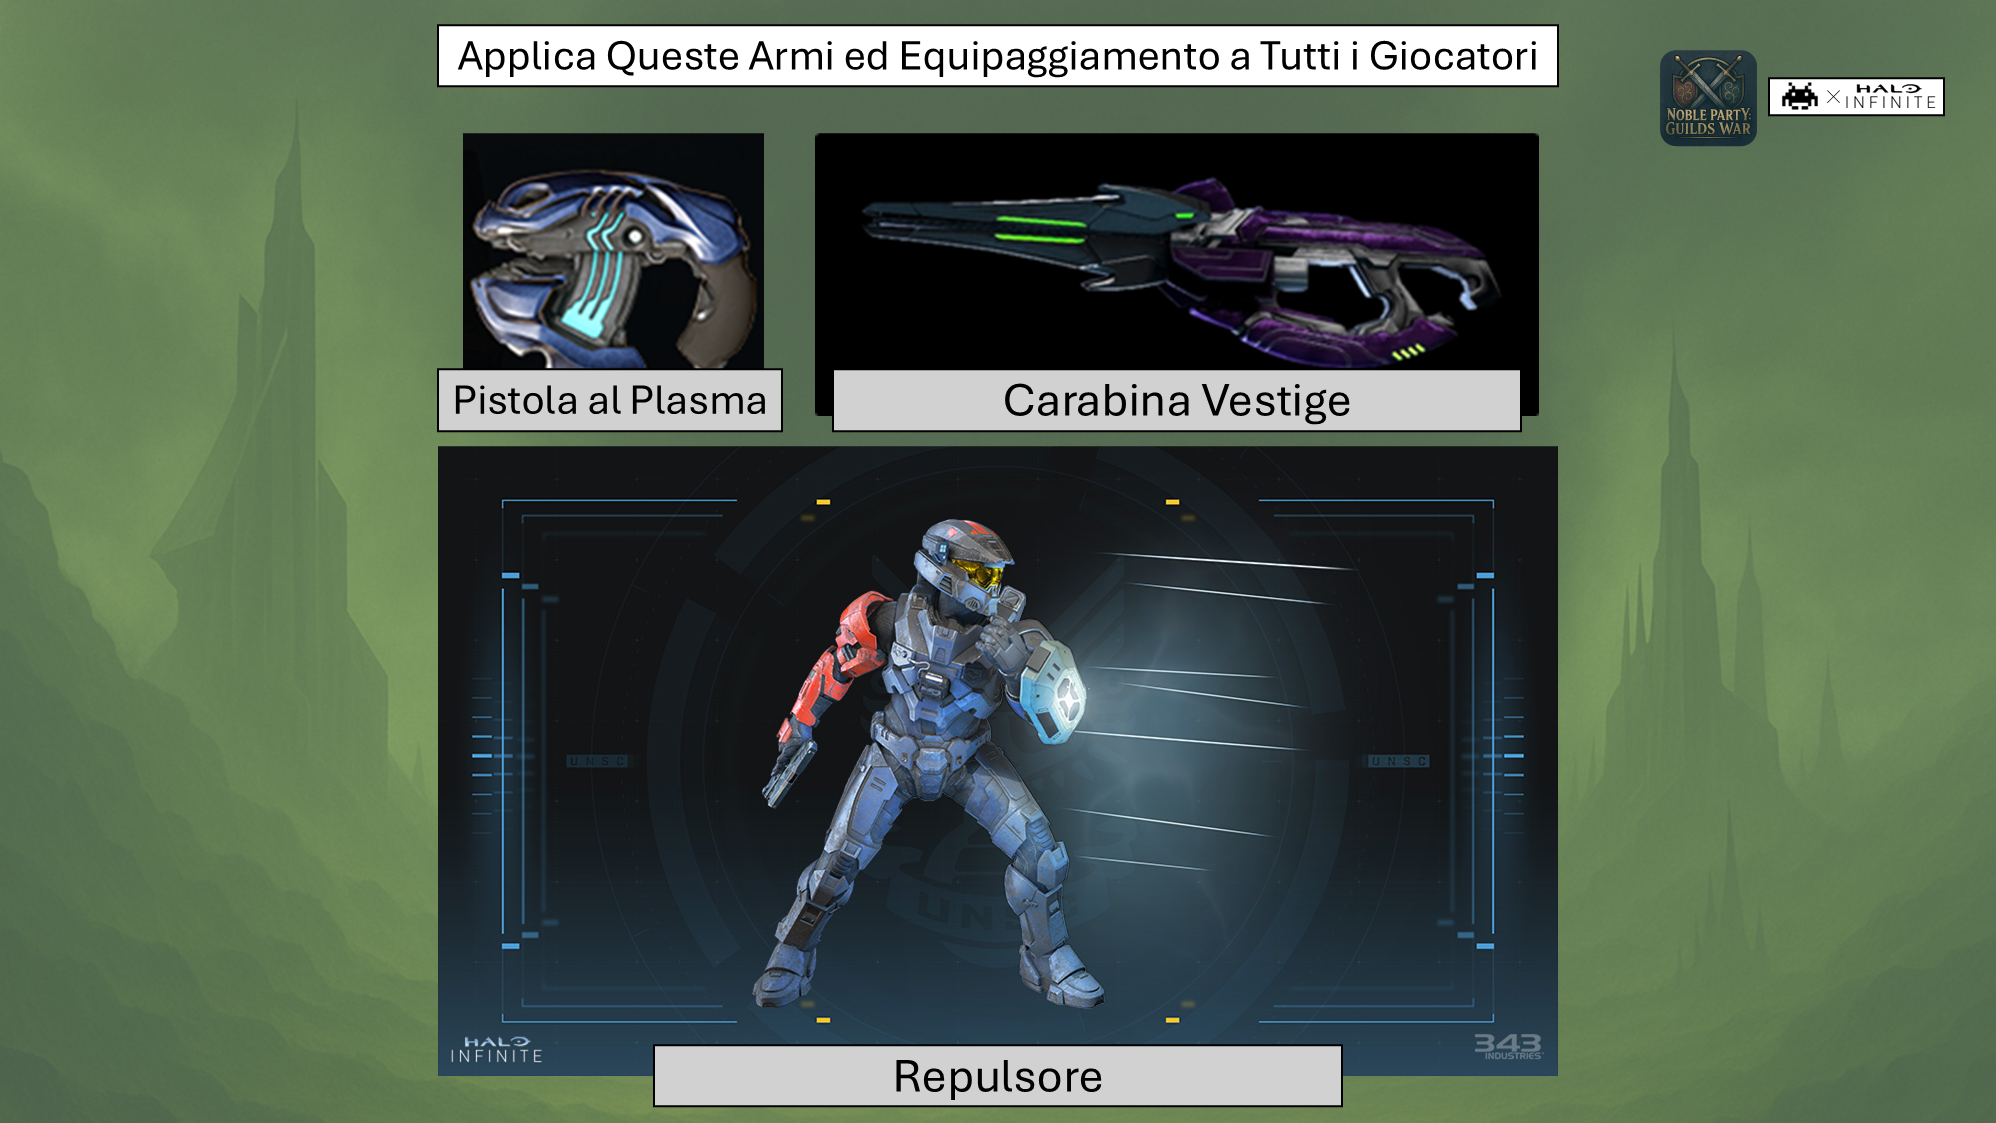 Applica Queste Armi ed Equipaggiamento a Tutti i Giocatori
NOBLE PARTY:
GUILDS WAR
× HALO
INFINITE
Pistola al Plasma
Carabina Vestige
UNSC
UNSC
UNSC
HALO
INFINITE
343
INDUSTRIES
Repulsore